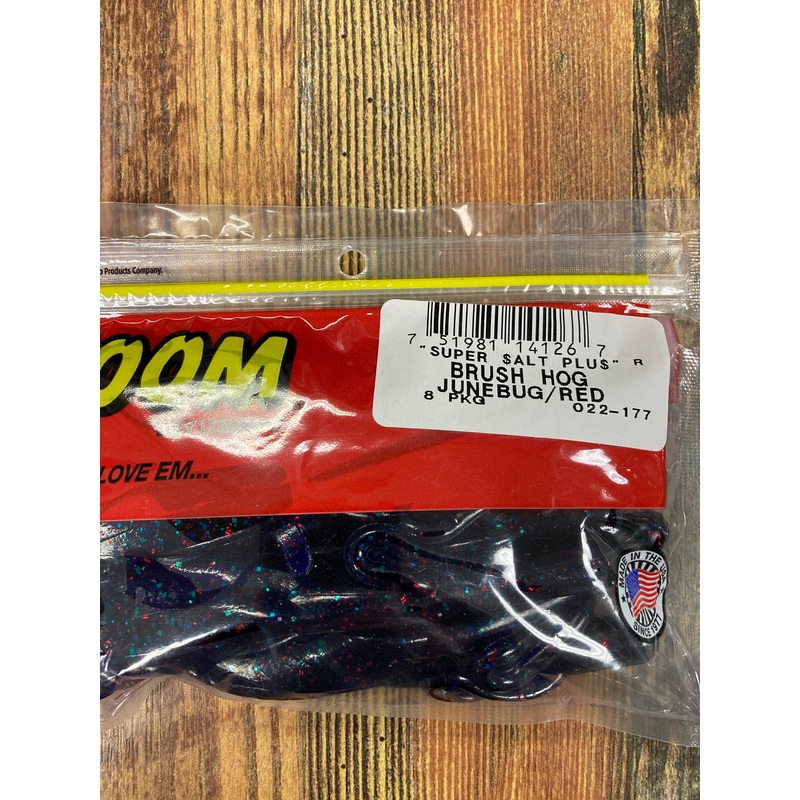 o Products Company.
OOM
LOVE EM...
7 51981 14126 7
"SUPER $ALT PLU$" R
BRUSH HOG
JUNEBUG/RED
8 PKG 022-177
MADE IN THE USA
SINCE 1977